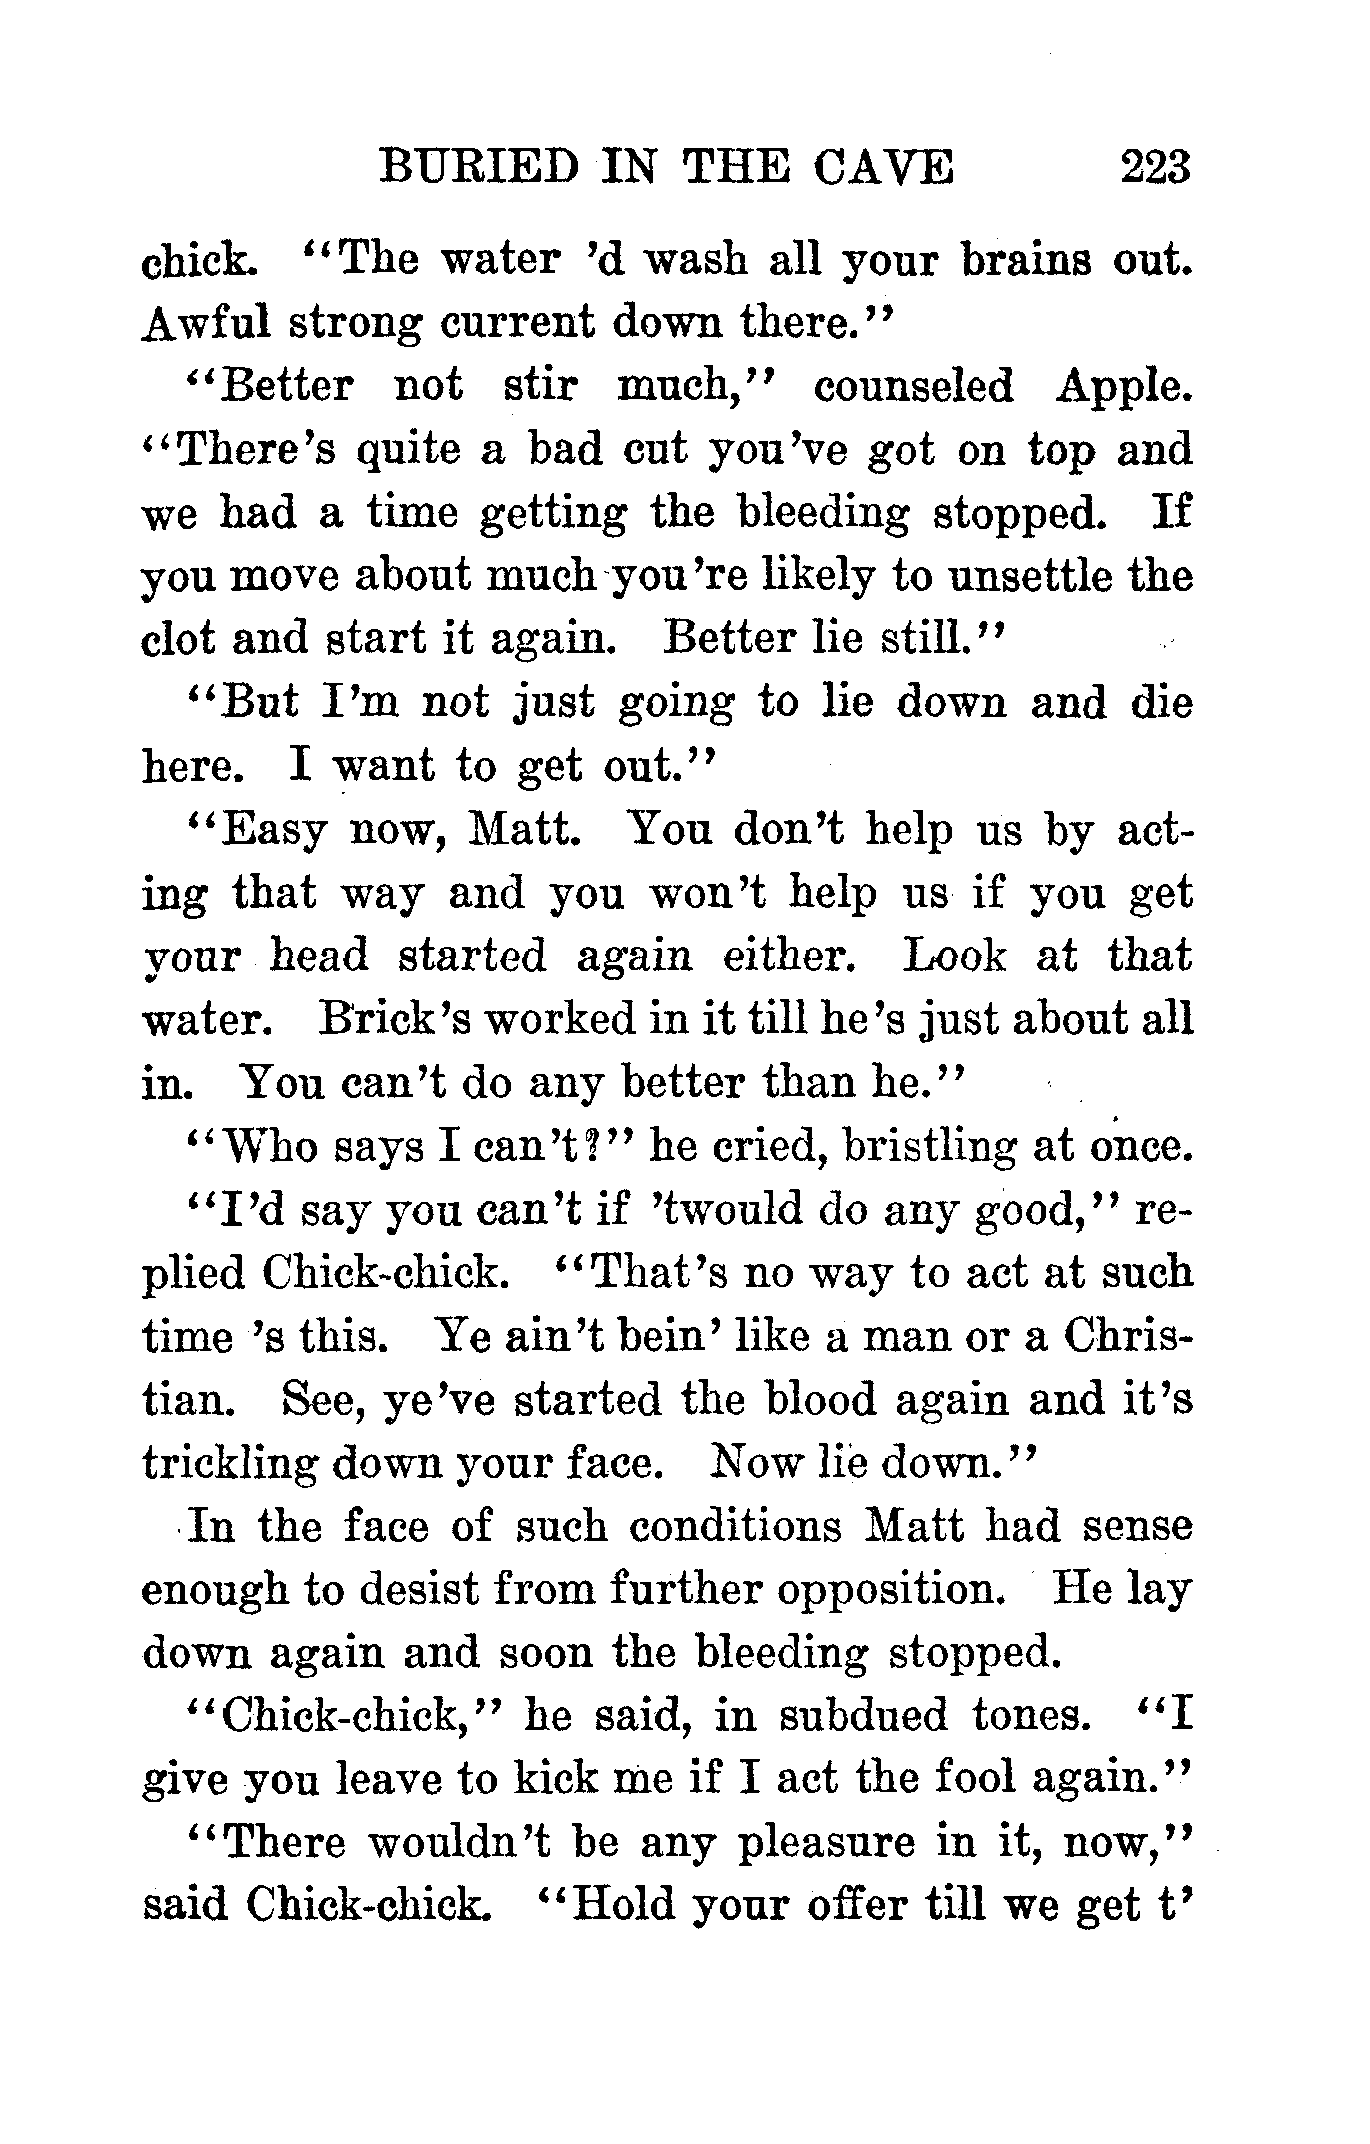 BURIED IN THE CAVE 223
chick. "The water 'd wash all your brains out.
Awful strong current down there."
"Better not stir much," counseled Apple.
"There's quite a bad cut you've got on top and
we had a time getting the bleeding stopped. If
you move about much you're likely to unsettle the
clot and start it again. Better lie still."
"But I'm not just going to lie down and die
here. I want to get out."
"Easy now, Matt. You don't help us by act-
ing that way and you won't help us if you get
your head started again either. Look at that
water. Brick's worked in it till he's just about all
in. You can't do any better than he."
"Who says I can't?" he cried, bristling at once.
"I'd say you can't if 'twould do any good," re-
plied Chick-chick. "That's no way to act at such
time 's this. Ye ain't bein' like a man or a Chris-
tian. See, ye've started the blood again and it's
trickling down your face. Now lie down."
In the face of such conditions Matt had sense
enough to desist from further opposition. He lay
down again and soon the bleeding stopped.
"Chick-chick," he said, in subdued tones. "I
give you leave to kick me if I act the fool again."
"There wouldn't be any pleasure in it, now,"
said Chick-chick. "Hold your offer till we get t'